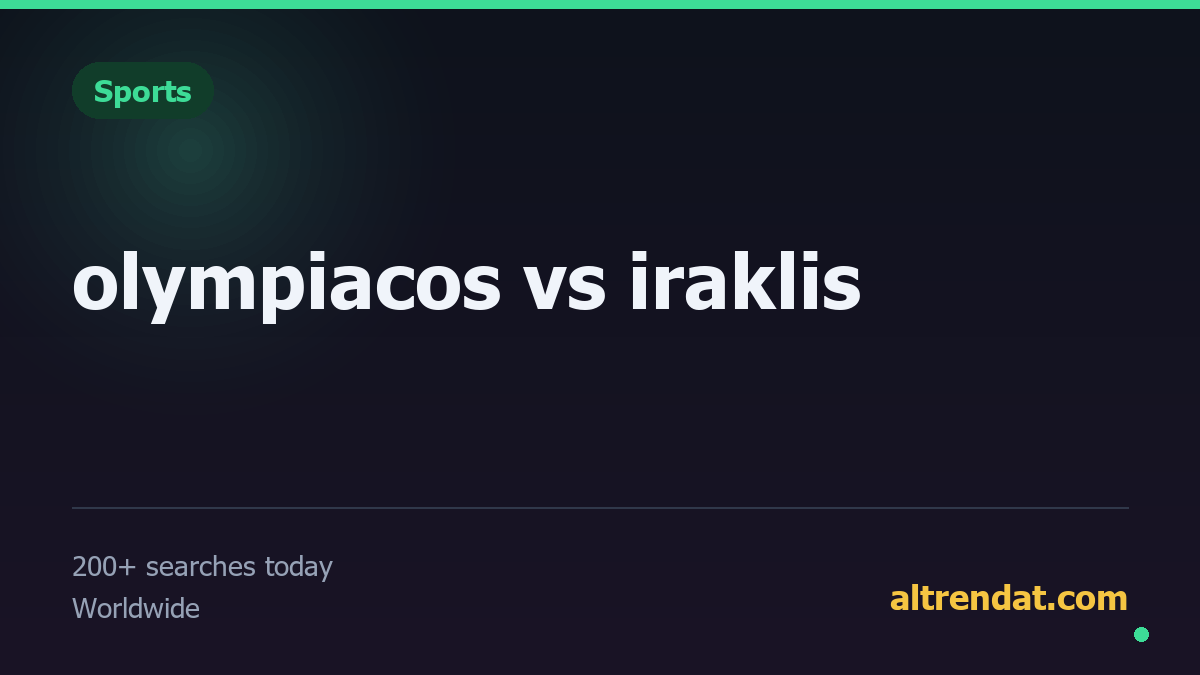 Sports
olympiacos vs iraklis
200+ searches today
Worldwide
altrendat.com